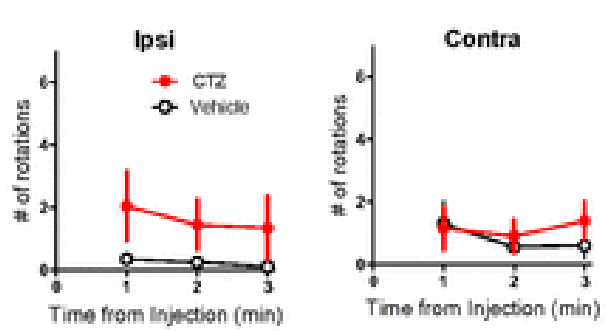 Ipsi
Contra
CTZ
Vehicle
# of rotations
6
4
2
0
0
1
2
3
Time from Injection (min)
# of rotations
6
4
2
0
0
1
2
3
Time from Injection (min)